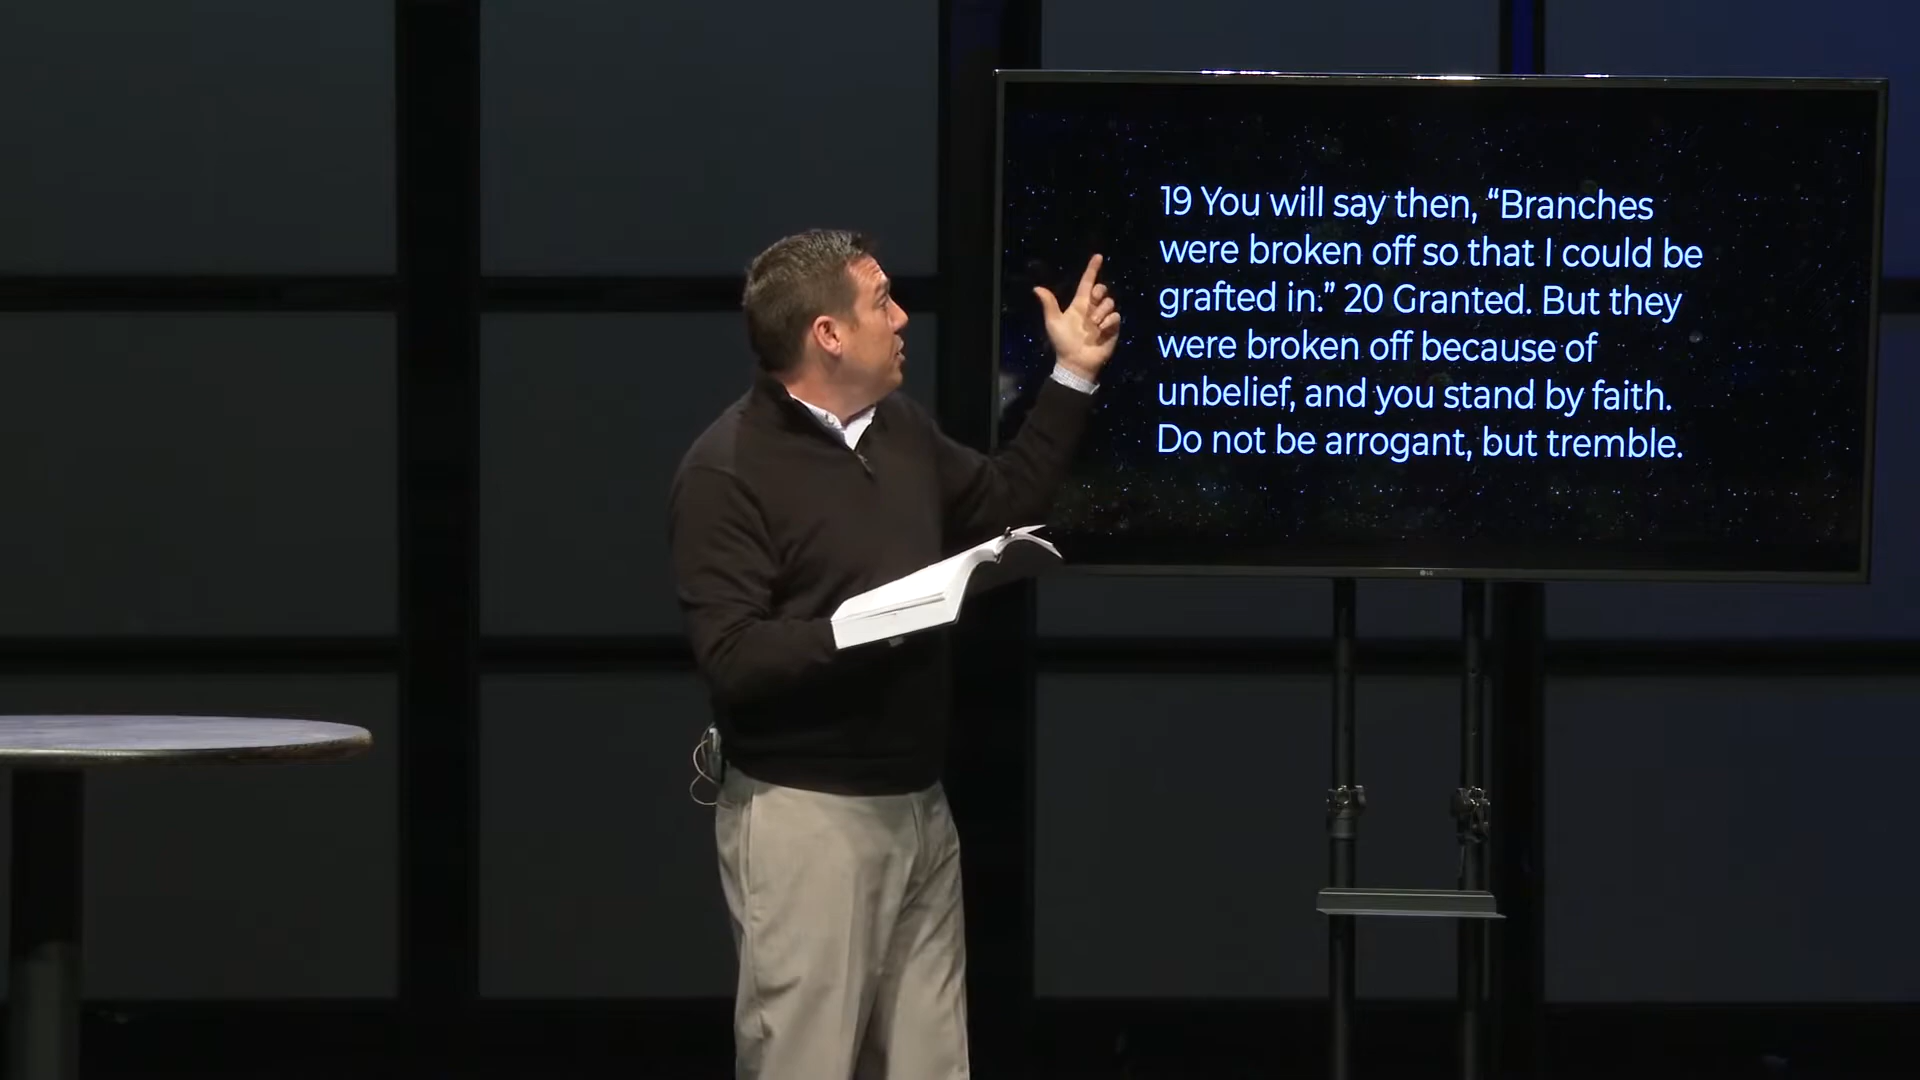 19 You will say then, “Branches
were broken off so that I could be
grafted in.” 20 Granted. But they
were broken off because of
unbelief, and you stand by faith.
Do not be arrogant, but tremble.
LG